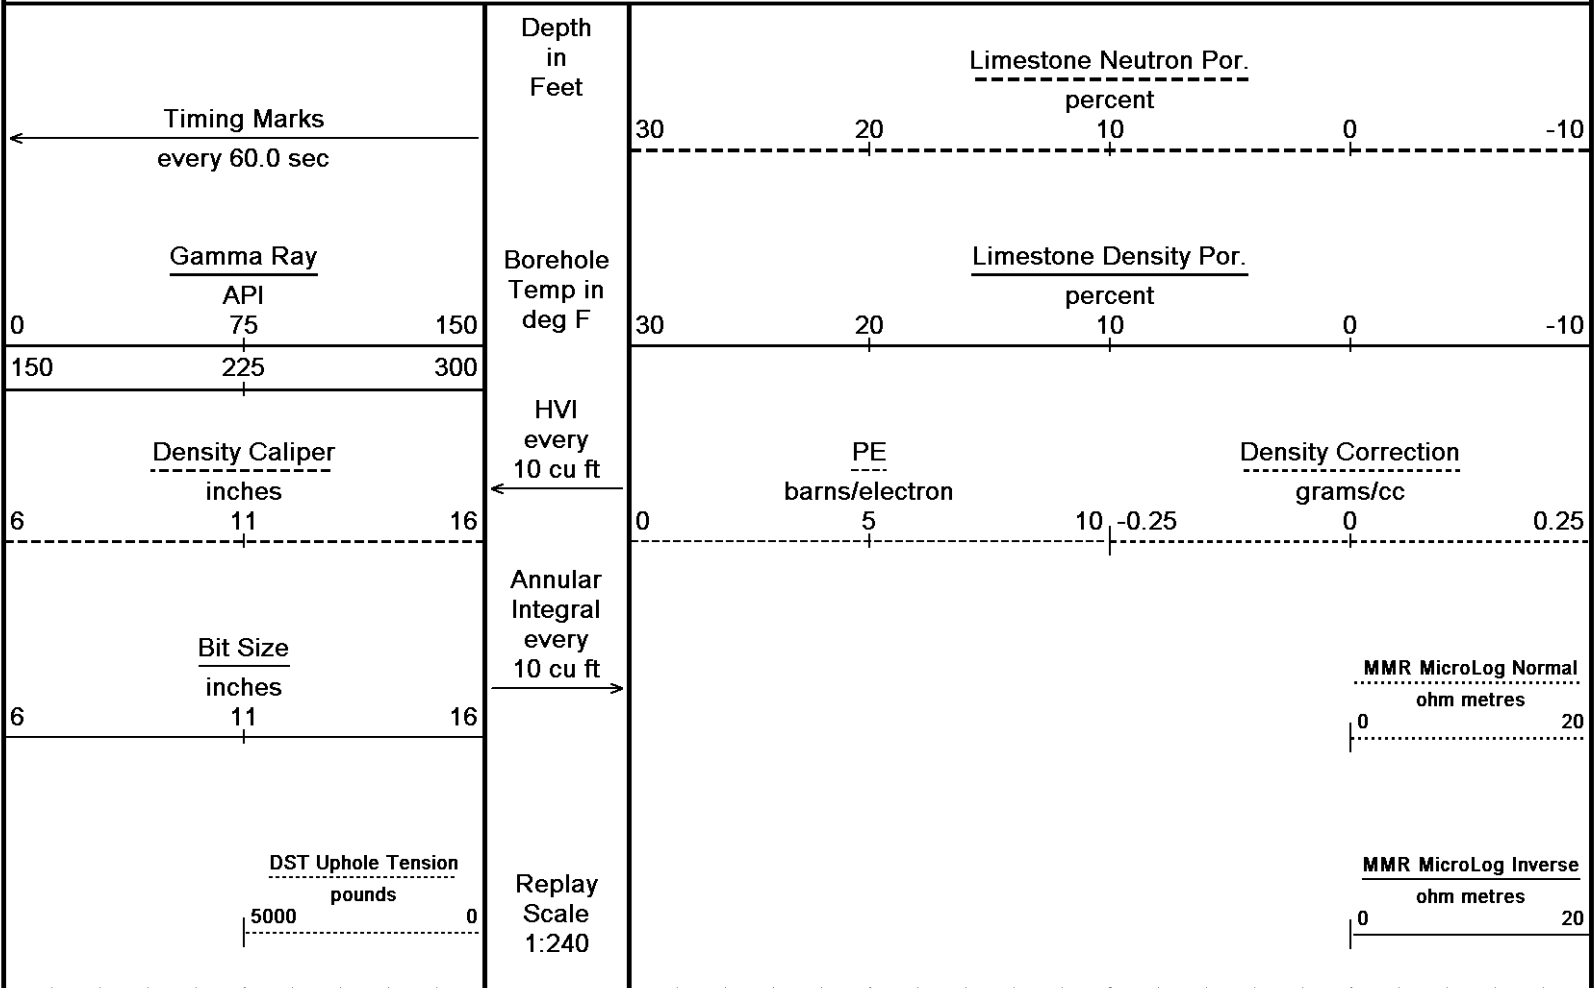 Timing Marks
every 60.0 sec
Gamma Ray
API
0 75 150
150 225 300
Density Caliper
inches
6 11 16
Bit Size
inches
6 11 16
DST Uphole Tension
pounds
5000 0
Depth
in
Feet
Borehole
Temp in
deg F
HVI
every
10 cu ft
Annular
Integral
every
10 cu ft
Replay
Scale
1:240
Limestone Neutron Por.
percent
30 20 10 0 -10
Limestone Density Por.
percent
30 20 10 0 -10
PE
barns/electron
0 5 10
Density Correction
grams/cc
-0.25 0 0.25
MMR MicroLog Normal
ohm metres
0 20
MMR MicroLog Inverse
ohm metres
0 20